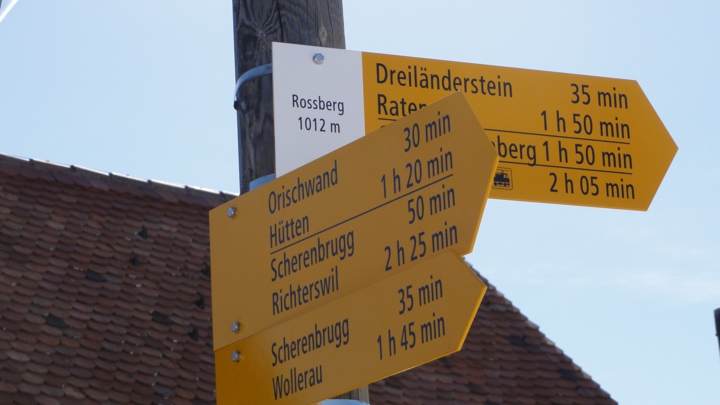 Rossberg
1012 m
Dreiländerstein 35 min
1 h 50 min
1 h 50 min
2 h 05 min
Orischwand 30 min
Hütten 1 h 20 min
Scherenbrugg 50 min
Richterswil 2 h 25 min
Scherenbrugg 35 min
Wollerau 1 h 45 min